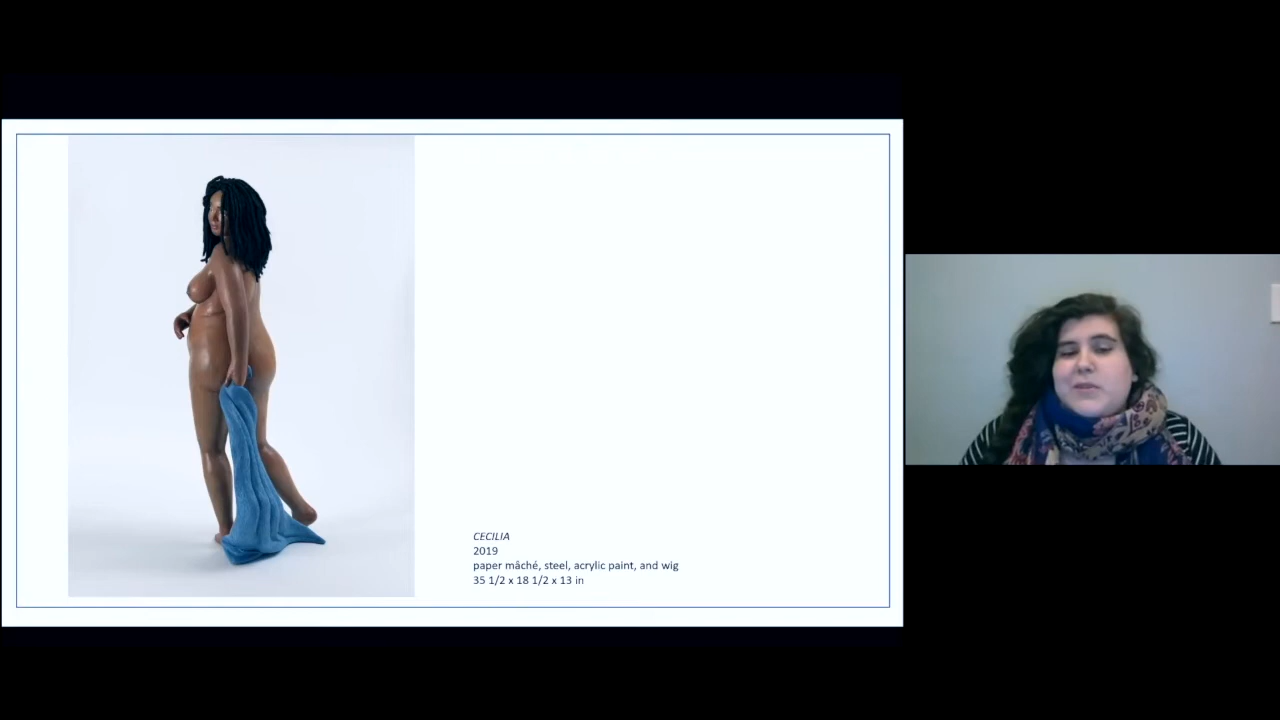 CECILIA
2019
paper mâché, steel, acrylic paint, and wig
35 1/2 x 18 1/2 x 13 in